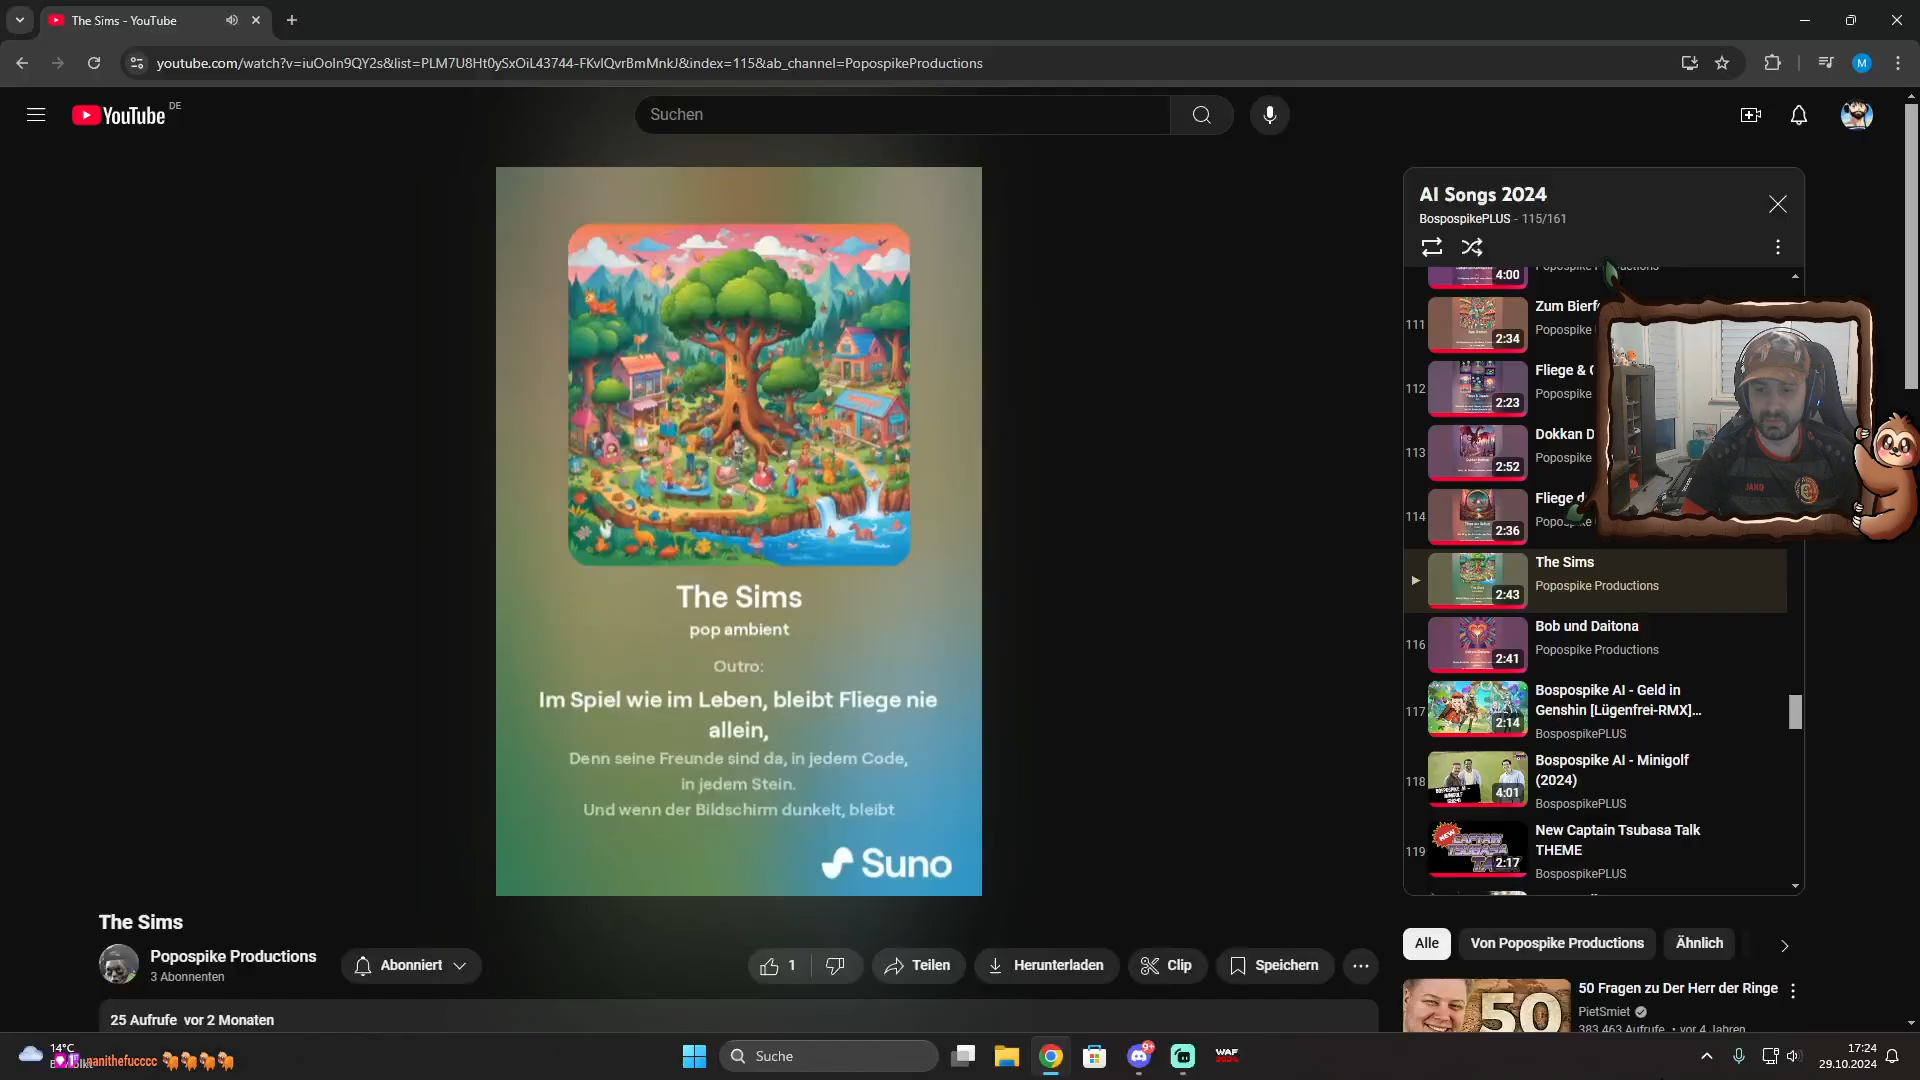 The Sims - YouTube
youtube.com/watch?v=iuOoln9QY2s&list=PLM7U8Ht0ySxOiL43744-FKvlQvrBmMnkJ&index=115&ab_channel=PopospikeProductions
M
YouTube DE
Suchen
The Sims
pop ambient
Outro:
Im Spiel wie im Leben, bleibt Fliege nie
allein,
Denn seine Freunde sind da, in jedem Code,
in jedem Stein.
Und wenn der Bildschirm dunkelt, bleibt
Suno
The Sims
Popospike Productions
3 Abonnenten
Abonniert
1
Teilen
Herunterladen
Clip
Speichern
25 Aufrufe vor 2 Monaten
AI Songs 2024
BospospikePLUS - 115/161
4:00
111
2:34
Zum Bierf
Popospike
112
2:23
Fliege &
Popospike
113
2:52
Dokkan D
Popospike
114
2:36
Fliege d
2:43
The Sims
Popospike Productions
116
2:41
Bob und Daitona
Popospike Productions
117
2:14
Bospospike AI - Geld in
Genshin [Lügenfrei-RMX]...
BospospikePLUS
118
4:01
Bospospike AI - Minigolf
(2024)
BospospikePLUS
119
NEW
CAPTAIN
TSUBASA
2:17
New Captain Tsubasa Talk
THEME
BospospikePLUS
JAKO
Alle
Von Popospike Productions
Ähnlich
50
50 Fragen zu Der Herr der Ringe
PietSmiet
383.463 Aufrufe • vor 4 Jahren
14°C
Suche
9+
WAF
17:24
29.10.2024